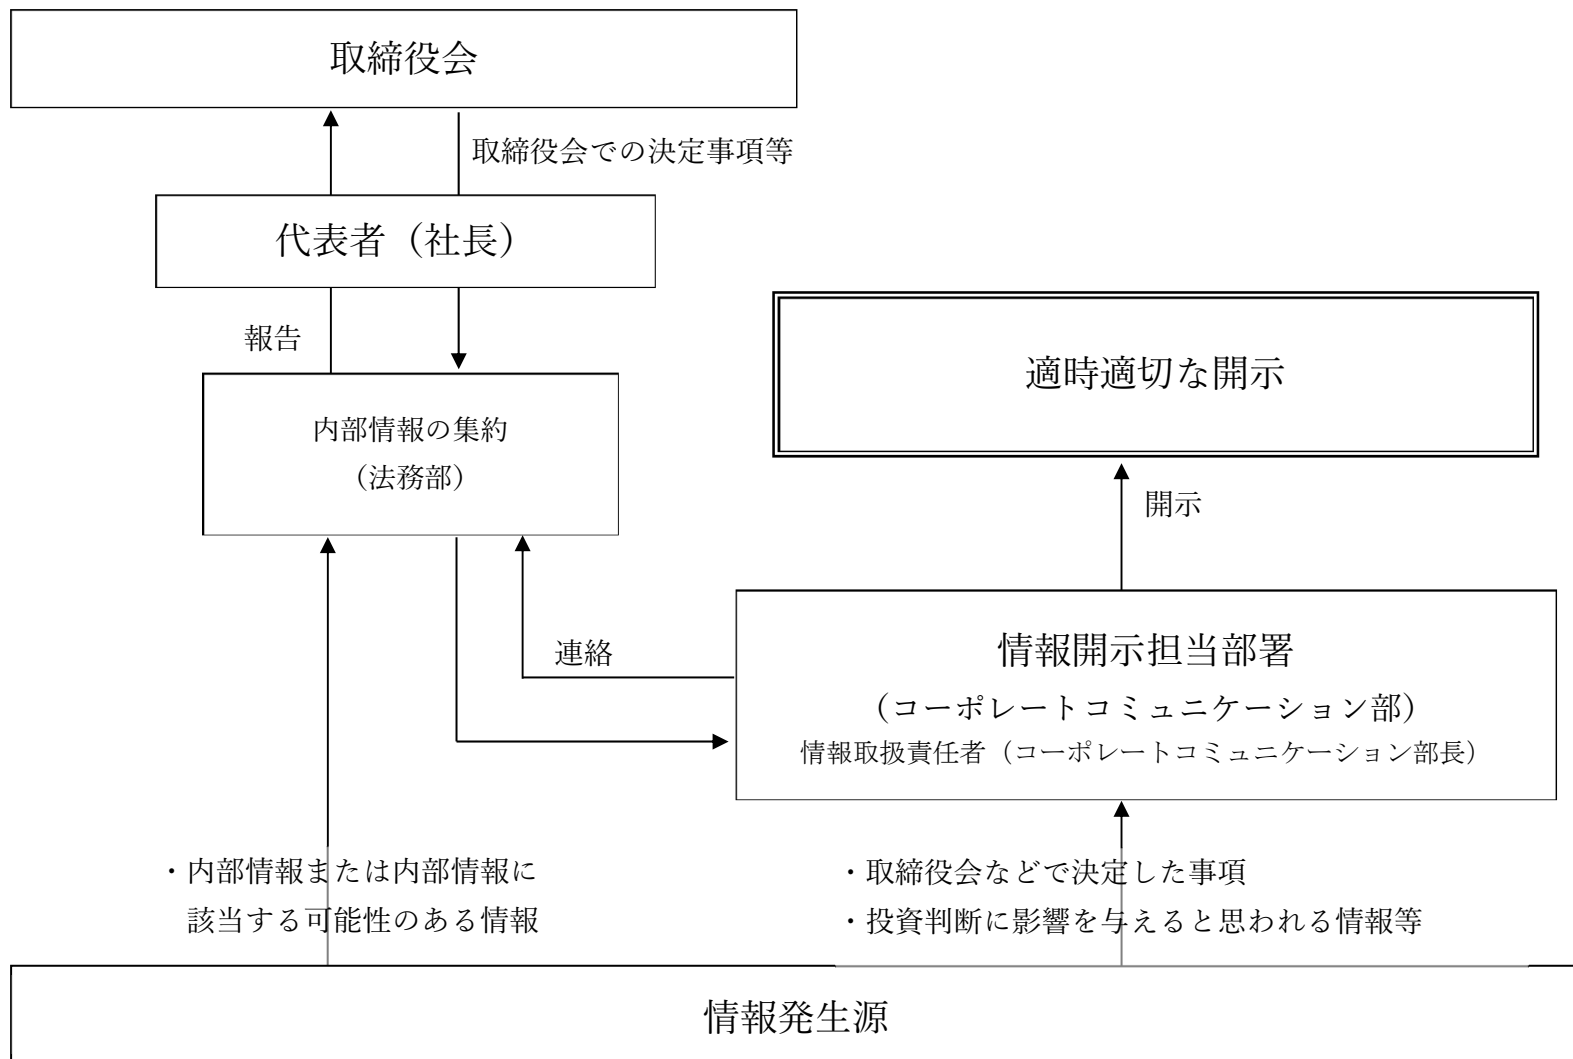 取締役会
取締役会での決定事項等
代表者（社長）
報告
適時適切な開示
内部情報の集約
（法務部）
開示
連絡
情報開示担当部署
（コーポレートコミュニケーション部）
情報取扱責任者（コーポレートコミュニケーション部長）
・内部情報または内部情報に
該当する可能性のある情報
・取締役会などで決定した事項
・投資判断に影響を与えると思われる情報等
情報発生源